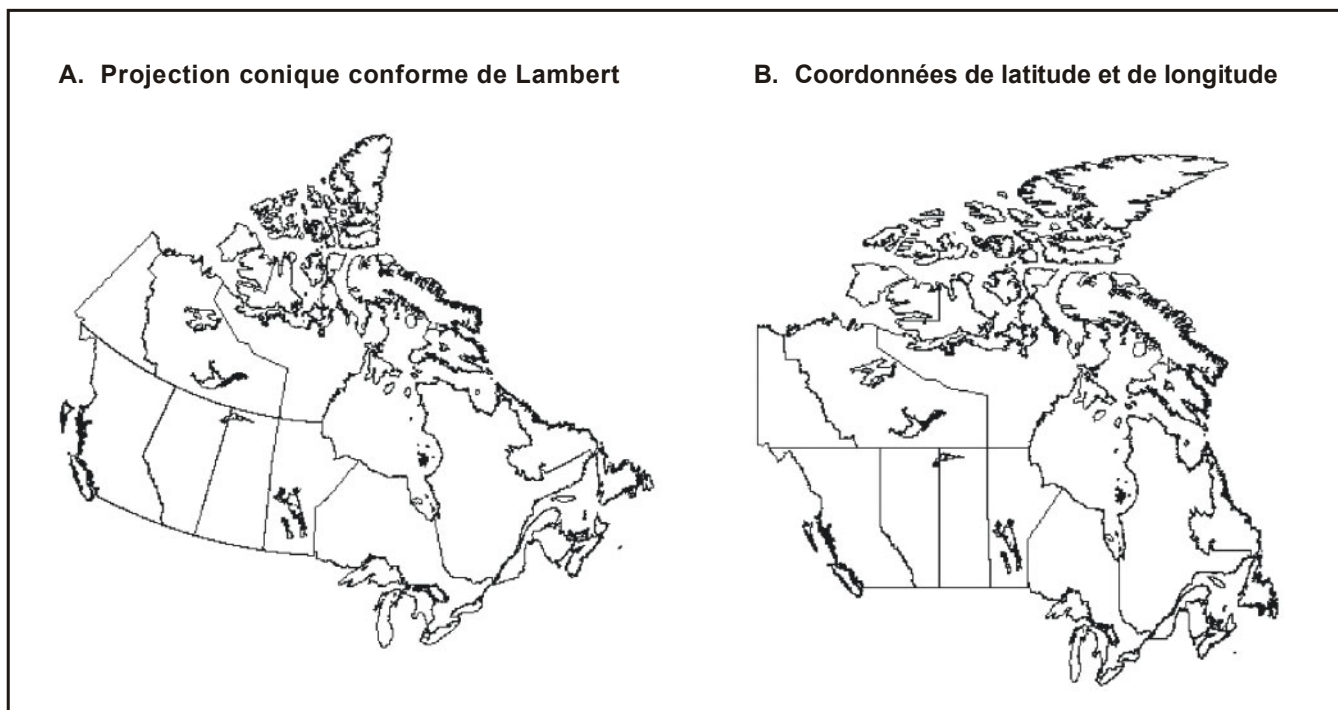 A. Projection conique conforme de Lambert
B. Coordonnées de latitude et de longitude